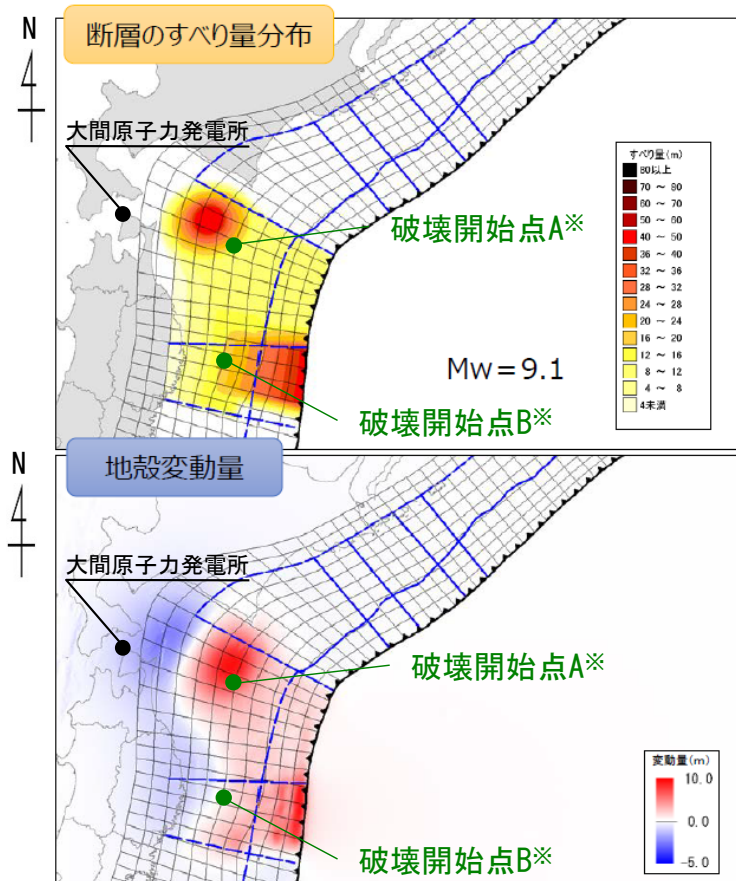 N
断層のすべり量分布
大間原子力発電所
破壊開始点A※
すべり量(m)
80以上
70 ～ 80
60 ～ 70
50 ～ 60
40 ～ 50
36 ～ 40
32 ～ 36
28 ～ 32
24 ～ 28
20 ～ 24
16 ～ 20
12 ～ 16
8 ～ 12
4 ～ 8
4未満
Mw＝9.1
破壊開始点B※
N
地殻変動量
大間原子力発電所
破壊開始点A※
変動量(m)
10.0
0.0
-5.0
破壊開始点B※